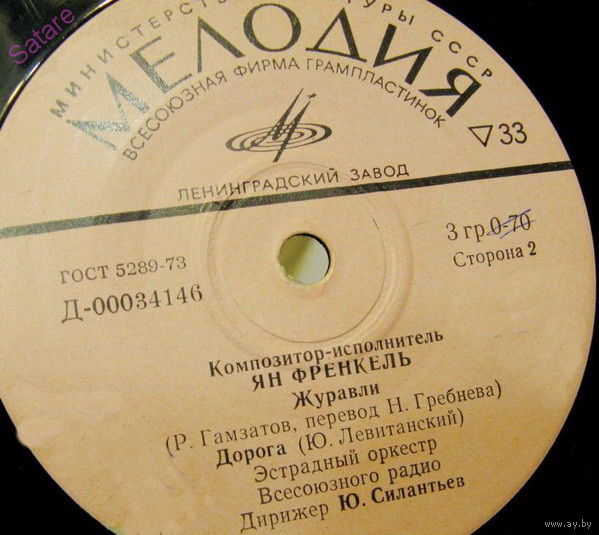 Satare
МИНИСТЕРСТ УРЫ СССР
МЕЛОДИЯ
ВСЕСОЮЗНАЯ ФИРМА ГРАМПЛАСТИНОК
▽33
ЛЕНИНГРАДСКИЙ ЗАВОД
ГОСТ 5289-73
3 гр. 0-70
Д-00034146
Сторона 2
Композитор-исполнитель
ЯН ФРЕНКЕЛЬ
Журавли
(Р. Гамзатов, перевод Н. Гребнева)
Дорога (Ю. Левитанский)
Эстрадный оркестр
Всесоюзного радио
Дирижер Ю. Силантьев
www.ay.by